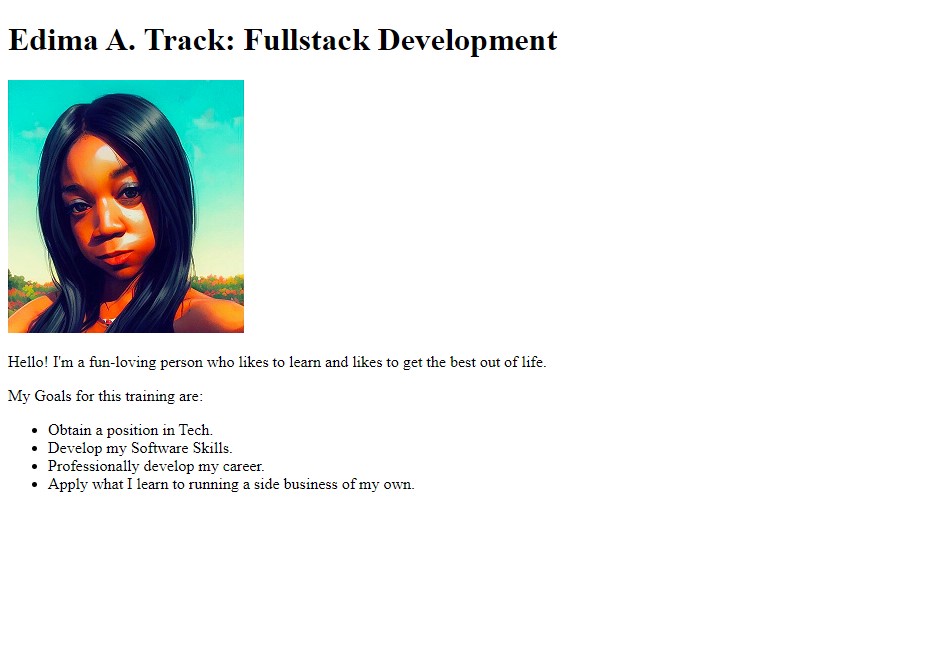 Edima A. Track: Fullstack Development
Hello! I'm a fun-loving person who likes to learn and likes to get the best out of life.
My Goals for this training are:
• Obtain a position in Tech.
• Develop my Software Skills.
• Professionally develop my career.
• Apply what I learn to running a side business of my own.